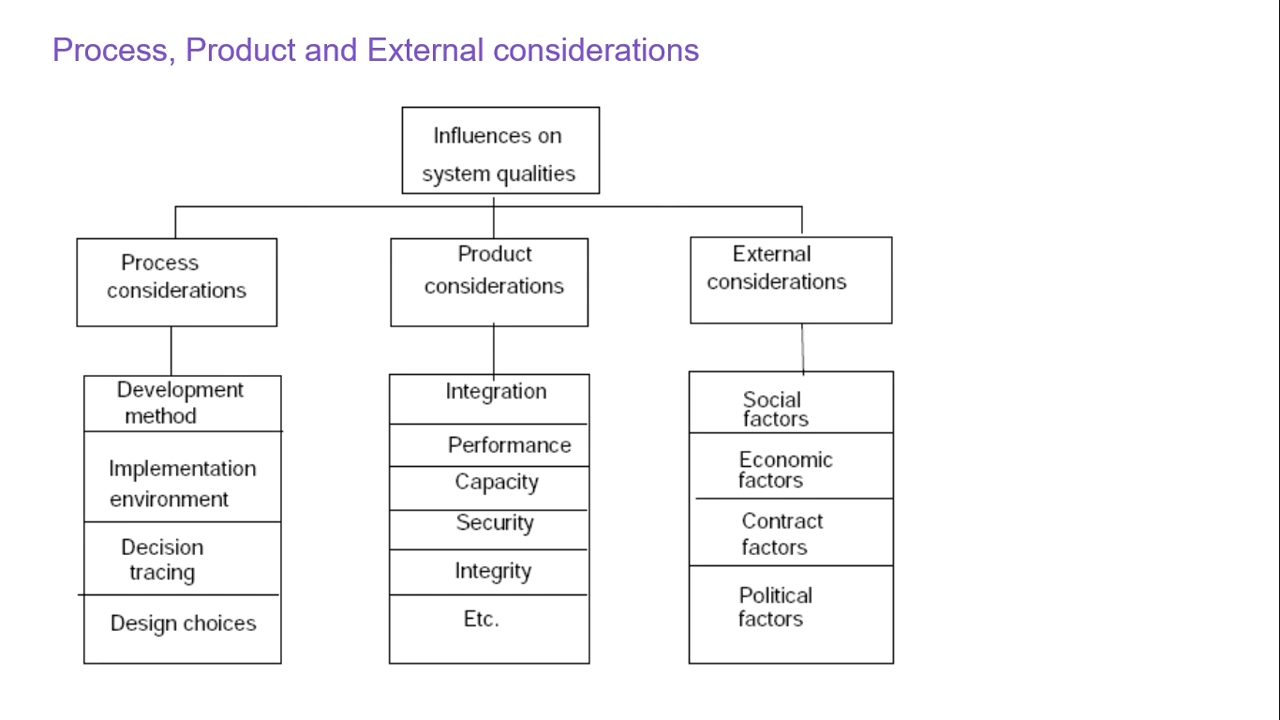 Process, Product and External considerations
Influences on
system qualities
Process
considerations
Product
considerations
External
considerations
Development
method
Implementation
environment
Decision
tracing
Design choices
Integration
Performance
Capacity
Security
Integrity
Etc.
Social
factors
Economic
factors
Contract
factors
Political
factors